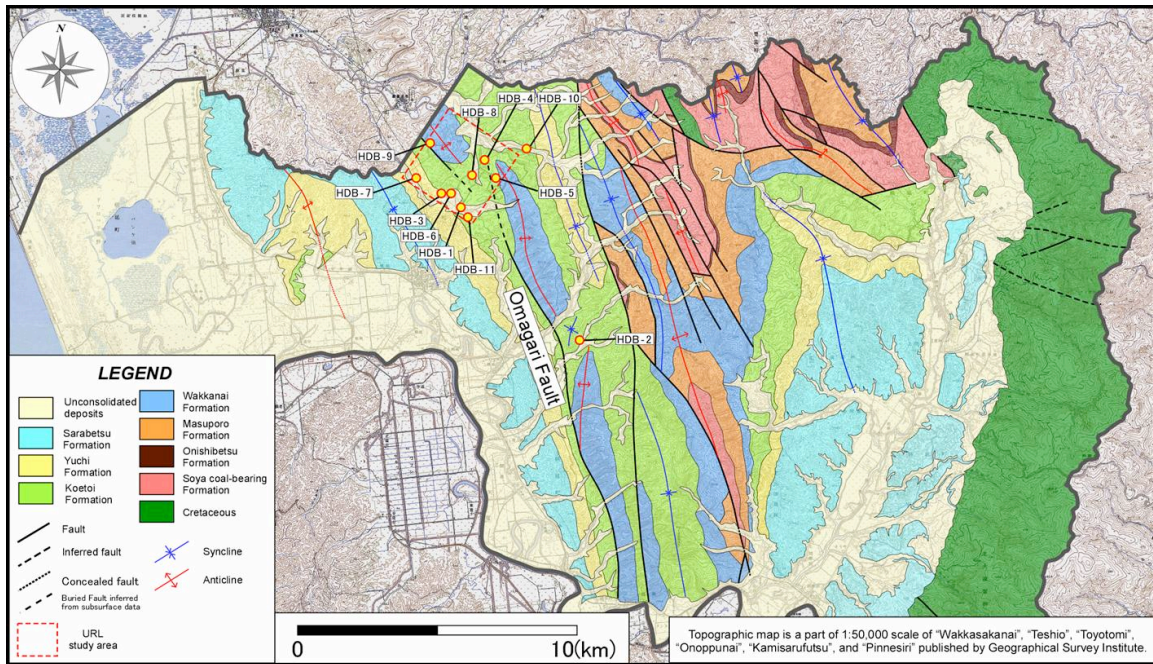 N
HDB-4
HDB-10
HDB-8
HDB-9
HDB-7
HDB-5
HDB-3
HDB-6
HDB-1
HDB-11
HDB-2
Omagari Fault
LEGEND
Unconsolidated
deposits
Sarabetsu
Formation
Yuchi
Formation
Koetoi
Formation
Wakkanai
Formation
Masuporo
Formation
Onishibetsu
Formation
Soya coal-bearing
Formation
Cretaceous
Fault
Inferred fault
Concealed fault
Buried Fault inferred
from subsurface data
URL
study area
Syncline
Anticline
0
10(km)
Topographic map is a part of 1:50,000 scale of "Wakkasakanai", "Teshio", "Toyotomi",
"Onoppunai", "Kamisarufutsu", and "Pinnesiri" published by Geographical Survey Institute.